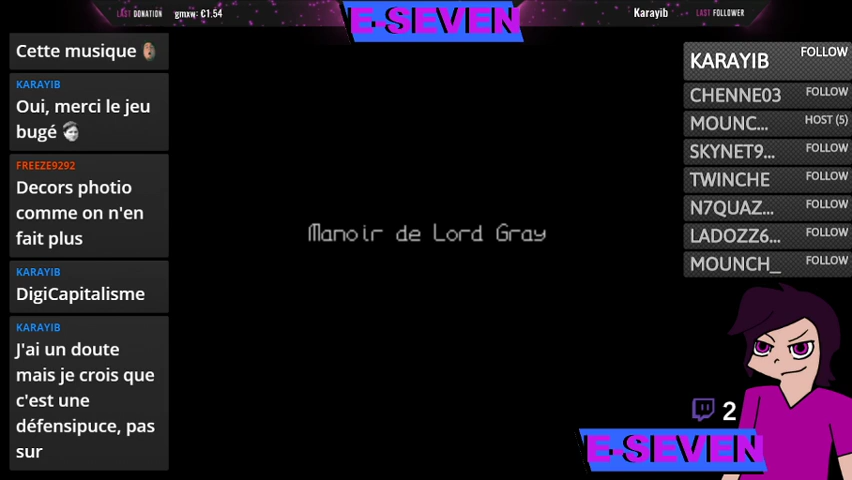 LAST DONATION
gmxw: €1.54
E-SEVEN
Karayib
LAST FOLLOWER
Cette musique
KARAYIB
Oui, merci le jeu
bugé
FREEZE9292
Decors photio
comme on n'en
fait plus
KARAYIB
DigiCapitalisme
KARAYIB
J'ai un doute
mais je crois que
c'est une
défensipuce, pas
sur
Manoir de Lord Gray
KARAYIB FOLLOW
CHENNE03 FOLLOW
MOUNC... HOST (5)
SKYNET9... FOLLOW
TWINCHE FOLLOW
N7QUAZ... FOLLOW
LADOZZ6... FOLLOW
MOUNCH_ FOLLOW
2
E-SEVEN